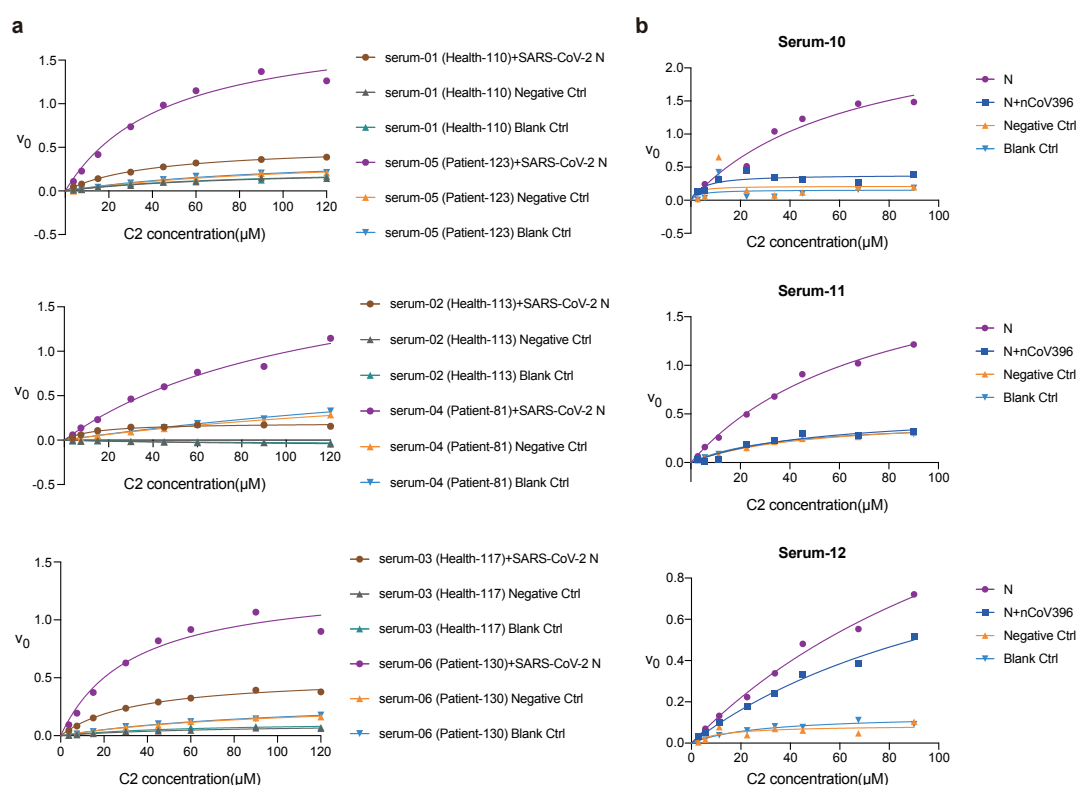 a
1.5
1.0
0.5
0.0
-0.5
v0
20 40 60 80 100 120
C2 concentration(µM)
serum-01 (Health-110)+SARS-CoV-2 N
serum-01 (Health-110) Negative Ctrl
serum-01 (Health-110) Blank Ctrl
serum-05 (Patient-123)+SARS-CoV-2 N
serum-05 (Patient-123) Negative Ctrl
serum-05 (Patient-123) Blank Ctrl
1.5
1.0
0.5
0.0
-0.5
v0
20 40 60 80 100 120
C2 concentration(µM)
serum-02 (Health-113)+SARS-CoV-2 N
serum-02 (Health-113) Negative Ctrl
serum-02 (Health-113) Blank Ctrl
serum-04 (Patient-81)+SARS-CoV-2 N
serum-04 (Patient-81) Negative Ctrl
serum-04 (Patient-81) Blank Ctrl
1.5
1.0
0.5
0.0
v0
0 20 40 60 80 100 120
C2 concentration(µM)
serum-03 (Health-117)+SARS-CoV-2 N
serum-03 (Health-117) Negative Ctrl
serum-03 (Health-117) Blank Ctrl
serum-06 (Patient-130)+SARS-CoV-2 N
serum-06 (Patient-130) Negative Ctrl
serum-06 (Patient-130) Blank Ctrl
b
Serum-10
2.0
1.5
1.0
0.5
0.0
-0.5
v0
20 40 60 80 100
C2 concentration(µM)
N
N+nCoV396
Negative Ctrl
Blank Ctrl
Serum-11
1.5
1.0
0.5
0.0
v0
20 40 60 80 100
C2 concentration(µM)
N
N+nCoV396
Negative Ctrl
Blank Ctrl
Serum-12
0.8
0.6
0.4
0.2
0.0
v0
0 20 40 60 80 100
C2 concentration(µM)
N
N+nCoV396
Negative Ctrl
Blank Ctrl